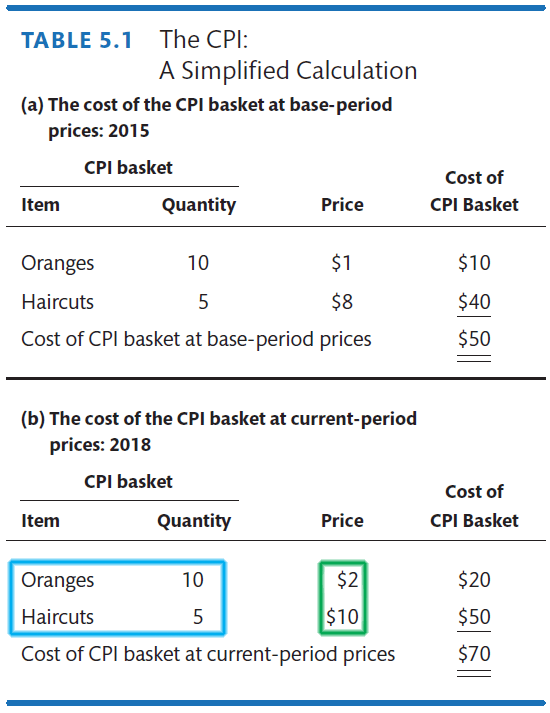 TABLE 5.1 The CPI:
A Simplified Calculation
(a) The cost of the CPI basket at base-period
prices: 2015
CPI basket
Cost of
Item Quantity Price CPI Basket
Oranges 10 $1 $10
Haircuts 5 $8 $40
Cost of CPI basket at base-period prices $50
(b) The cost of the CPI basket at current-period
prices: 2018
CPI basket
Cost of
Item Quantity Price CPI Basket
Oranges 10 $2 $20
Haircuts 5 $10 $50
Cost of CPI basket at current-period prices $70